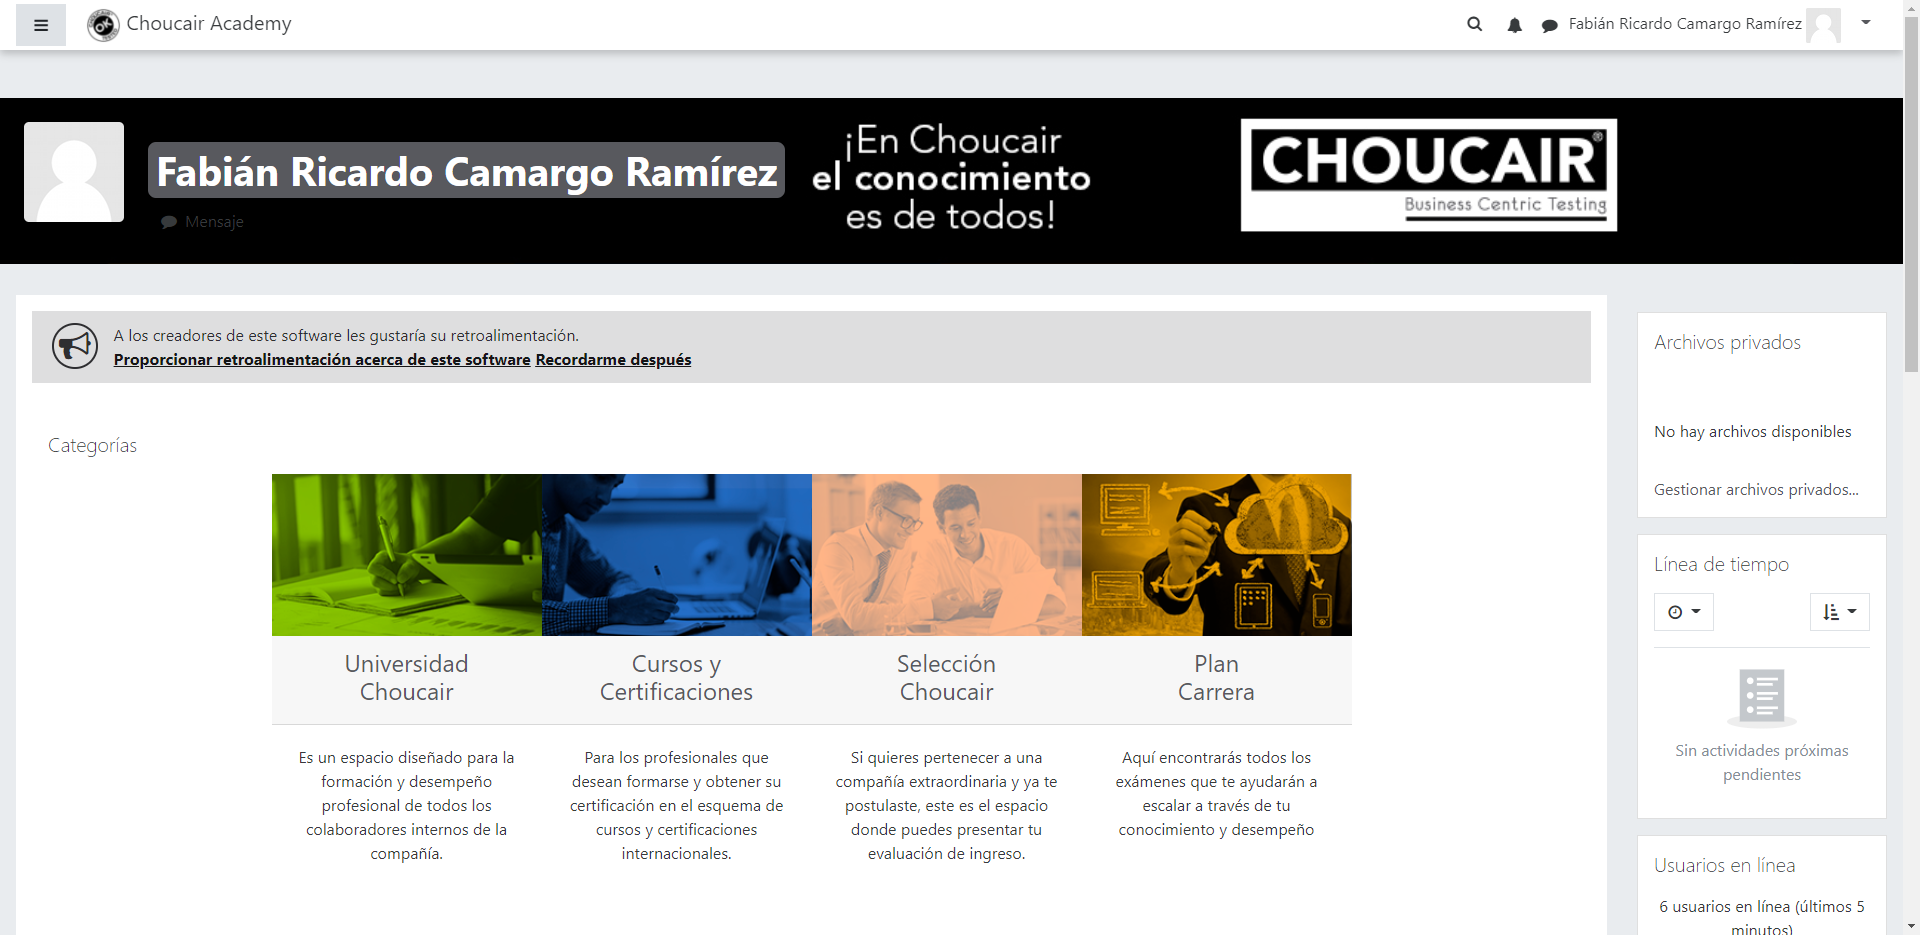 Choucair Academy
Fabián Ricardo Camargo Ramírez
Fabián Ricardo Camargo Ramírez
Mensaje
¡En Choucair
el conocimiento
es de todos!
CHOUCAIR®
Business Centric Testing
A los creadores de este software les gustaría su retroalimentación.
Proporcionar retroalimentación acerca de este software Recordarme después
Categorías
Universidad
Choucair
Es un espacio diseñado para la
formación y desempeño
profesional de todos los
colaboradores internos de la
compañía.
Cursos y
Certificaciones
Para los profesionales que
desean formarse y obtener su
certificación en el esquema de
cursos y certificaciones
internacionales.
Selección
Choucair
Si quieres pertenecer a una
compañía extraordinaria y ya te
postulaste, este es el espacio
donde puedes presentar tu
evaluación de ingreso.
Plan
Carrera
Aquí encontrarás todos los
exámenes que te ayudarán a
escalar a través de tu
conocimiento y desempeño
Archivos privados
No hay archivos disponibles
Gestionar archivos privados...
Línea de tiempo
Sin actividades próximas
pendientes
Usuarios en línea
6 usuarios en línea (últimos 5
minutos)